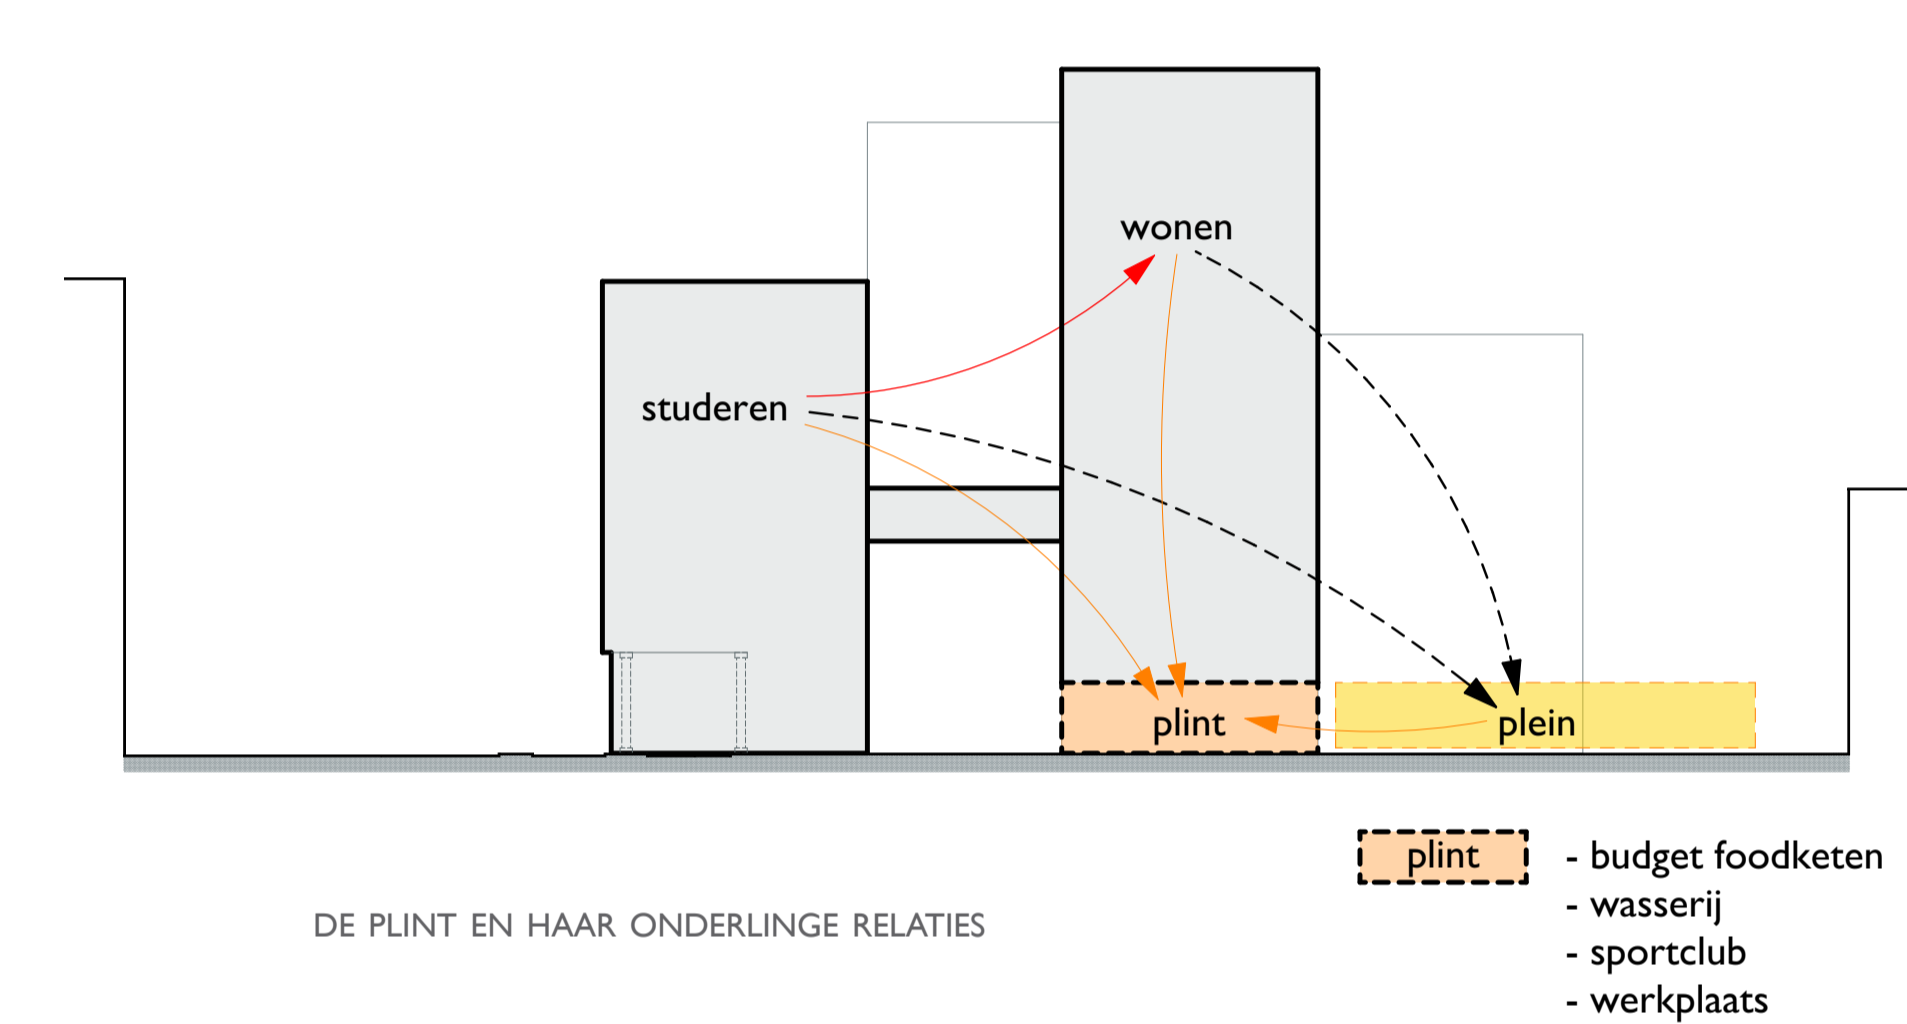 wonen
studeren
plint
plein
plint
- budget foodketen
- wasserij
- sportclub
- werkplaats
DE PLINT EN HAAR ONDERLINGE RELATIES